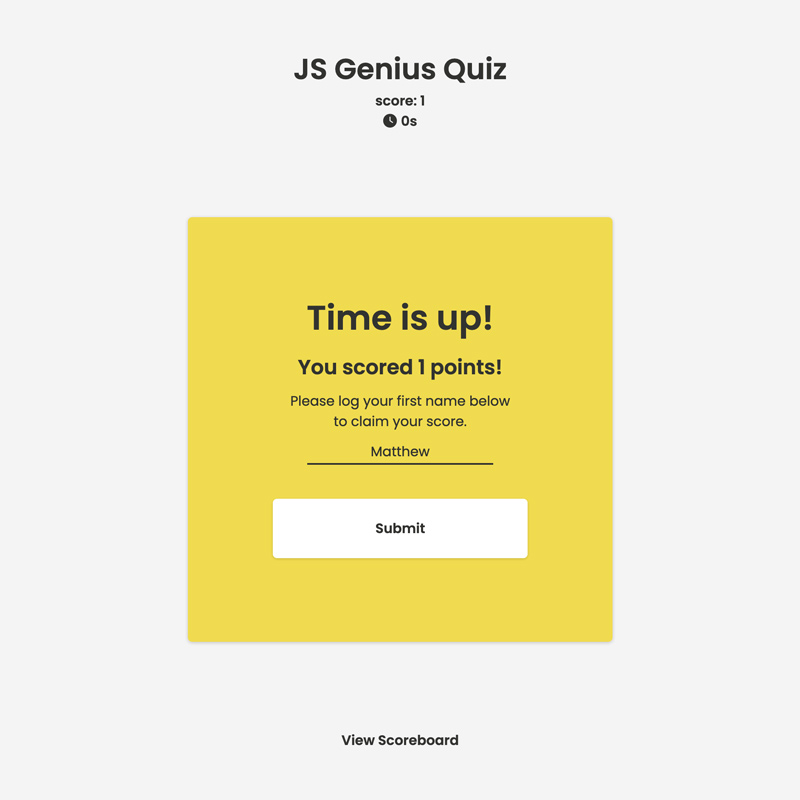 JS Genius Quiz
score: 1
0s
Time is up!
You scored 1 points!
Please log your first name below
to claim your score.
Matthew
Submit
View Scoreboard